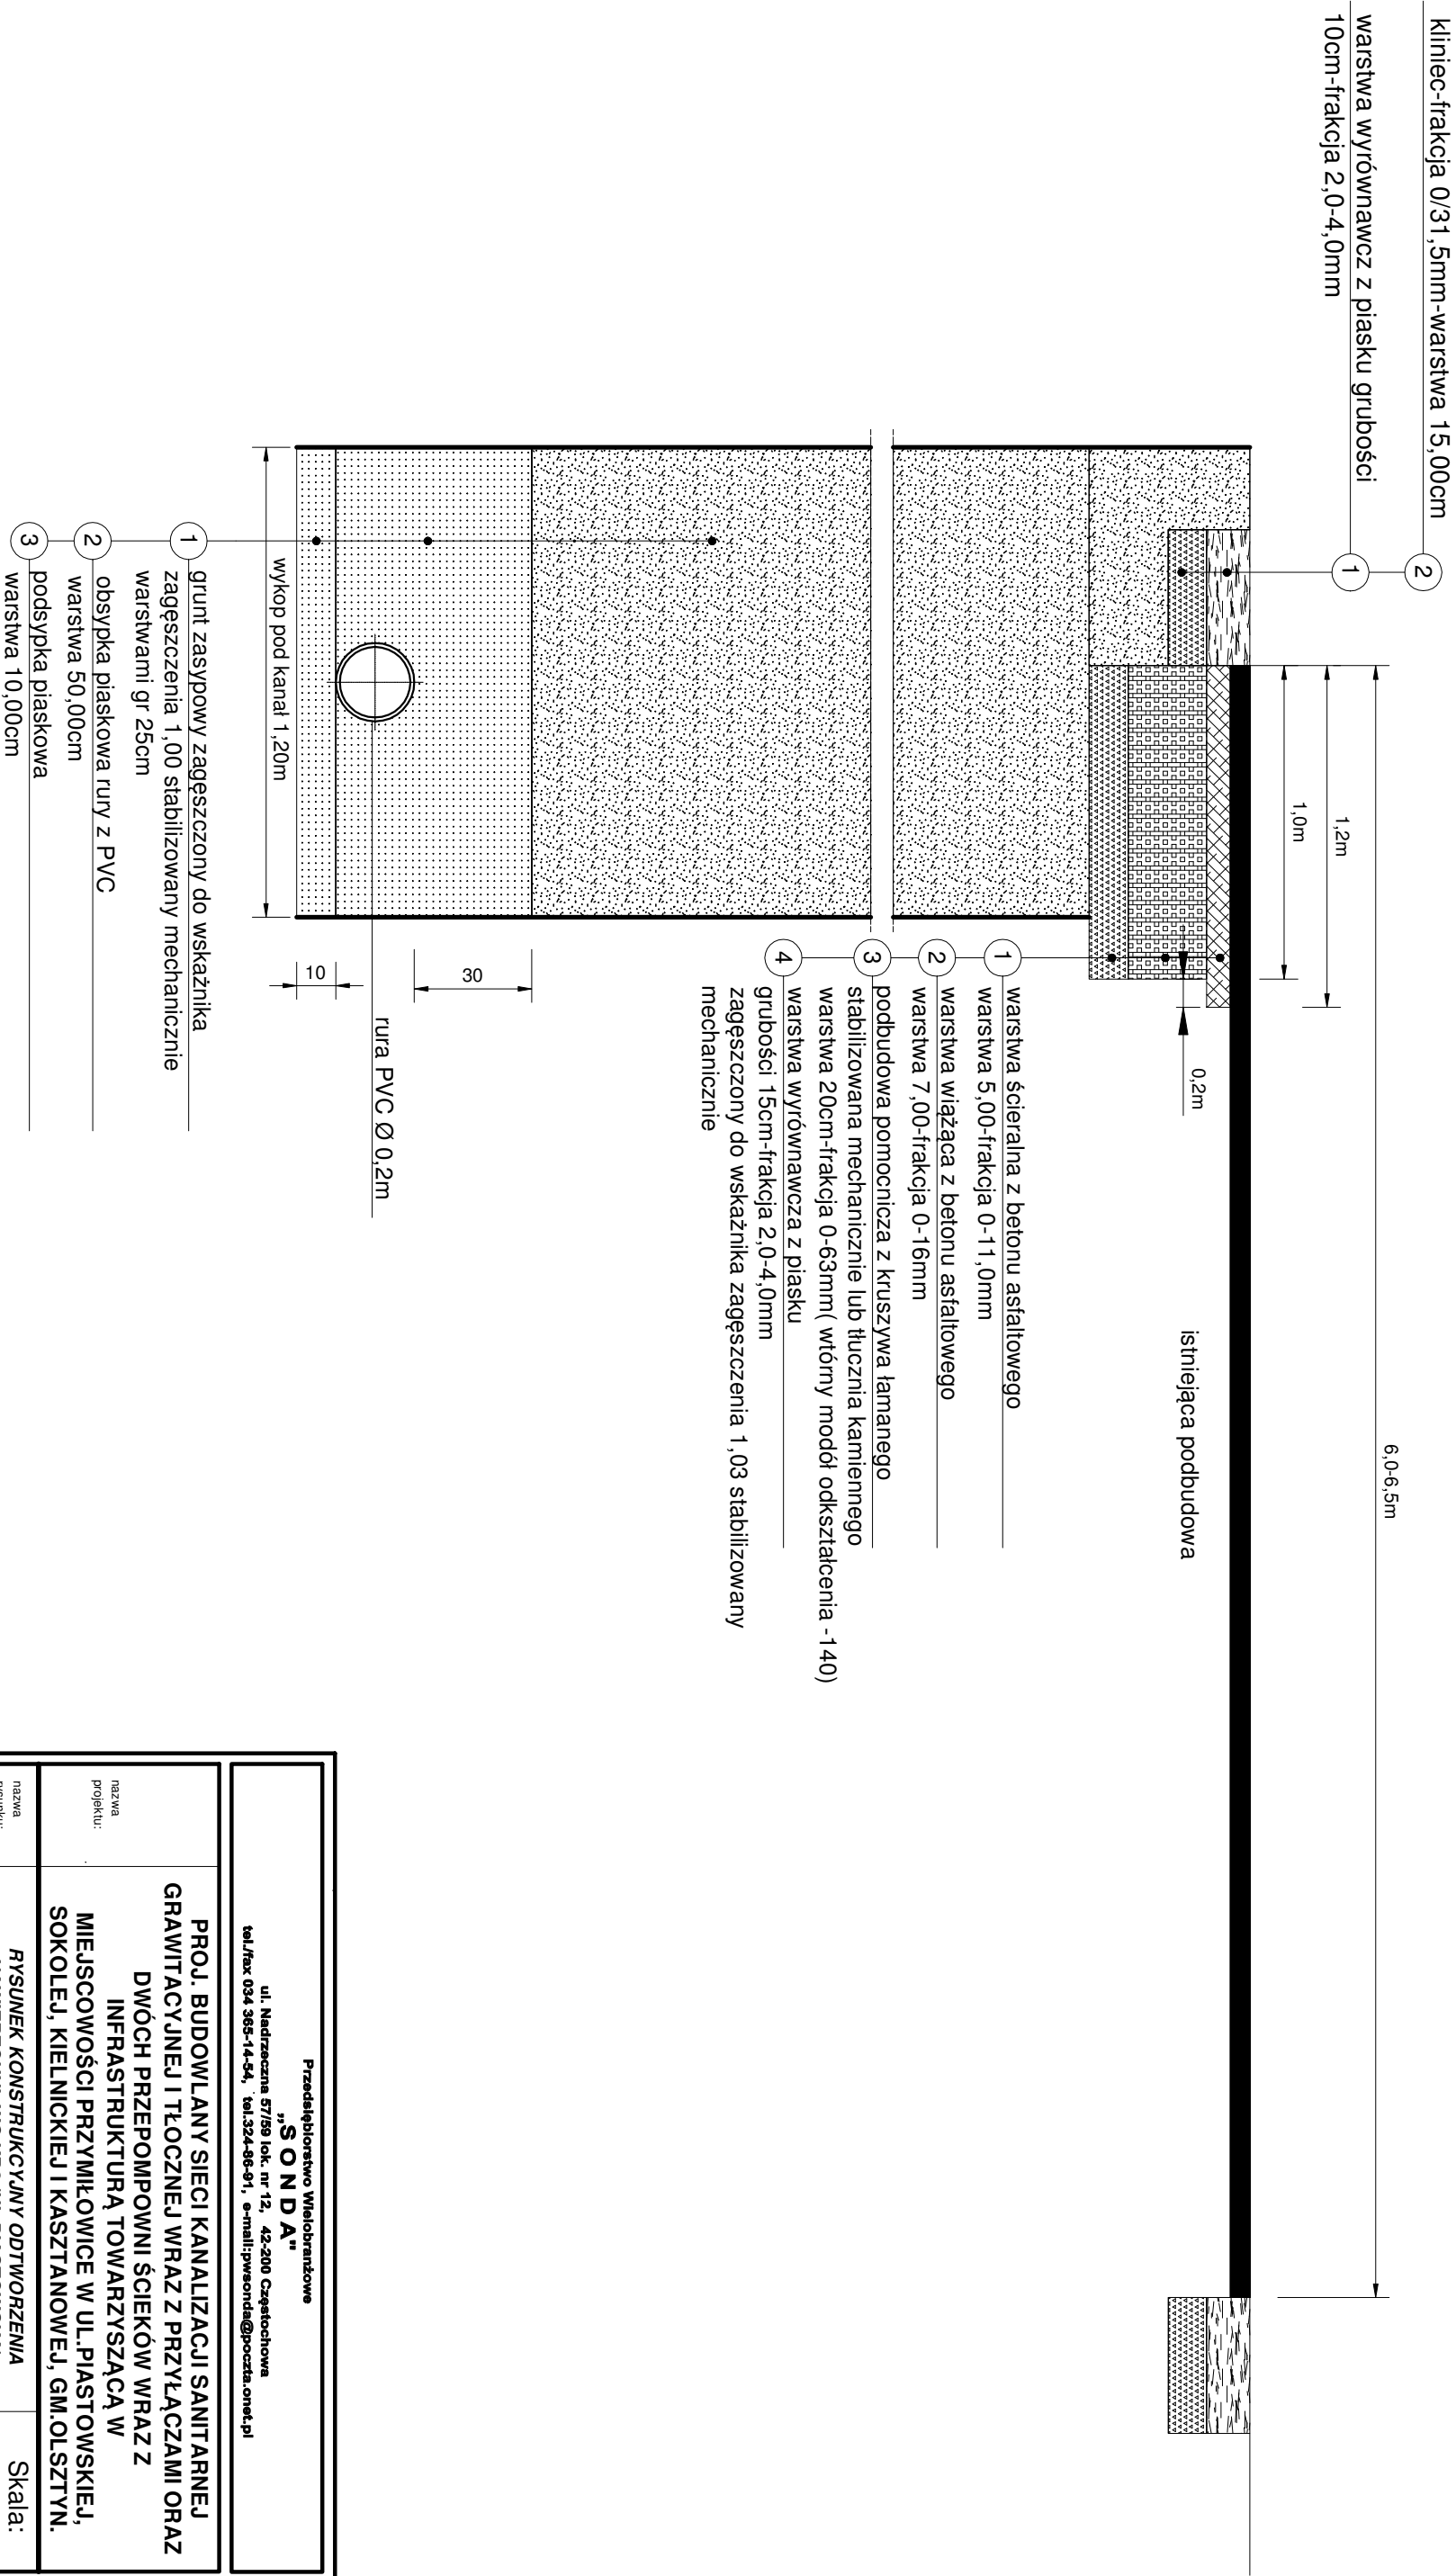 kliniec-frakcja 0/31,5mm-warstwa 15,00cm
2
warstwa wyrównawcz z piasku grubości
10cm-frakcja 2,0-4,0mm
1
6,0-6,5m
1,2m
1,0m
0,2m
istniejąca podbudowa
1
warstwa ścieralna z betonu asfaltowego
warstwa 5,00-frakcja 0-11,0mm
2
warstwa wiążąca z betonu asfaltowego
warstwa 7,00-frakcja 0-16mm
3
podbudowa pomocnicza z kruszywa łamanego
stabilizowana mechanicznie lub tłucznia kamiennego
warstwa 20cm-frakcja 0-63mm( wtórny modół odkształcenia -140)
4
warstwa wyrównawcza z piasku
grubości 15cm-frakcja 2,0-4,0mm
zagęszczony do wskażnika zagęszczenia 1,03 stabilizowany
mechanicznie
30
10
rura PVC Ø 0,2m
wykop pod kanał 1,20m
1
grunt zasypowy zagęszczony do wskażnika
zagęszczenia 1,00 stabilizowany mechanicznie
warstwami gr 25cm
2
obsypka piaskowa rury z PVC
warstwa 50,00cm
3
podsypka piaskowa
warstwa 10,00cm
Przedsiębiorstwo Wielobranżowe
„S O N D A"
ul. Nadrzeczna 57/59 lok. nr 12, 42-200 Częstochowa
tel./fax 034 365-14-54, tel.324-86-91, e-mail:pwsonda@poczta.onet.pl
nazwa
projektu:
PROJ. BUDOWLANY SIECI KANALIZACJI SANITARNEJ
GRAWITACYJNEJ I TŁOCZNEJ WRAZ Z PRZYŁĄCZAMI ORAZ
DWÓCH PRZEPOMPOWNI ŚCIEKÓW WRAZ Z
INFRASTRUKTURĄ TOWARZYSZĄCĄ W
MIEJSCOWOŚCI PRZYMIŁOWICE W UL.PIASTOWSKIEJ,
SOKOLEJ, KIELNICKIEJ I KASZTANOWEJ, GM.OLSZTYN.
nazwa
RYSUNEK KONSTRUKCYJNY ODTWORZENIA
Skala: